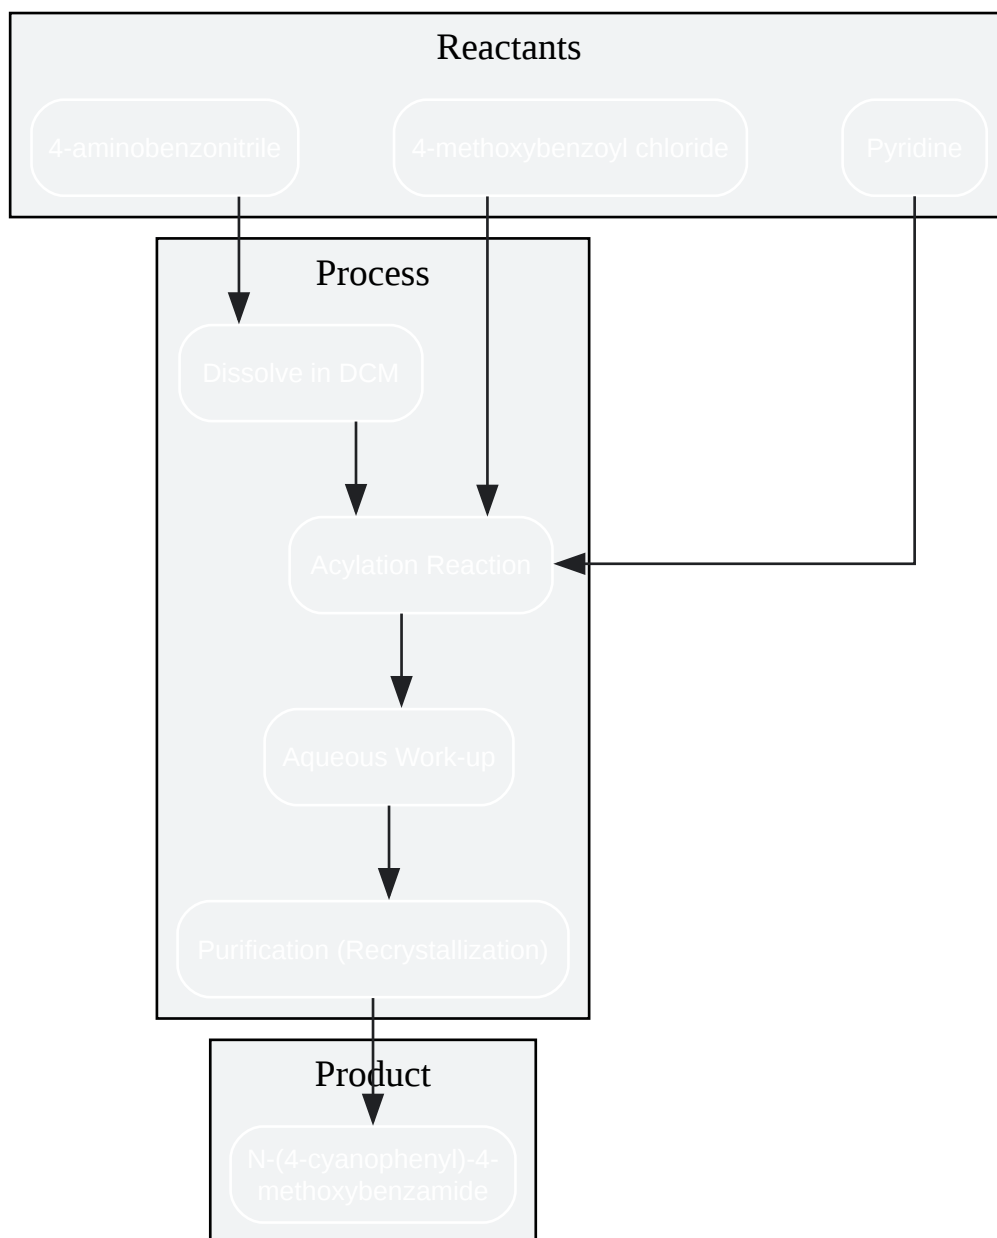 Reactants
4-aminobenzonitrile
4-methoxybenzoyl chloride
Pyridine
Process
Dissolve in DCM
Acylation Reaction
Aqueous Work-up
Purification (Recrystallization)
Product
N-(4-cyanophenyl)-4-
methoxybenzamide